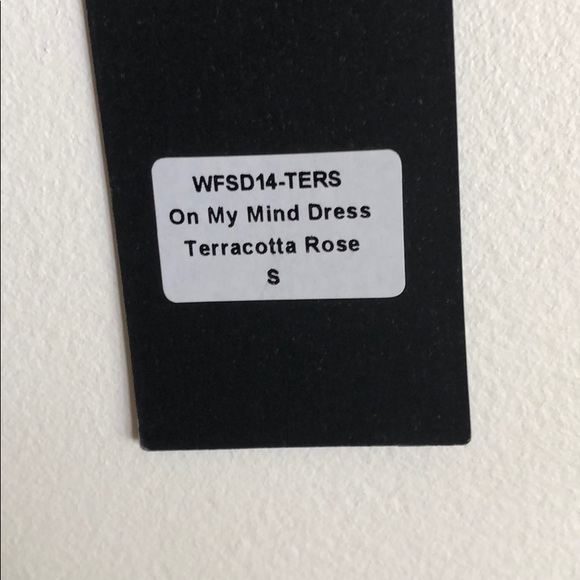 WFSD14-TERS
On My Mind Dress
Terracotta Rose
S